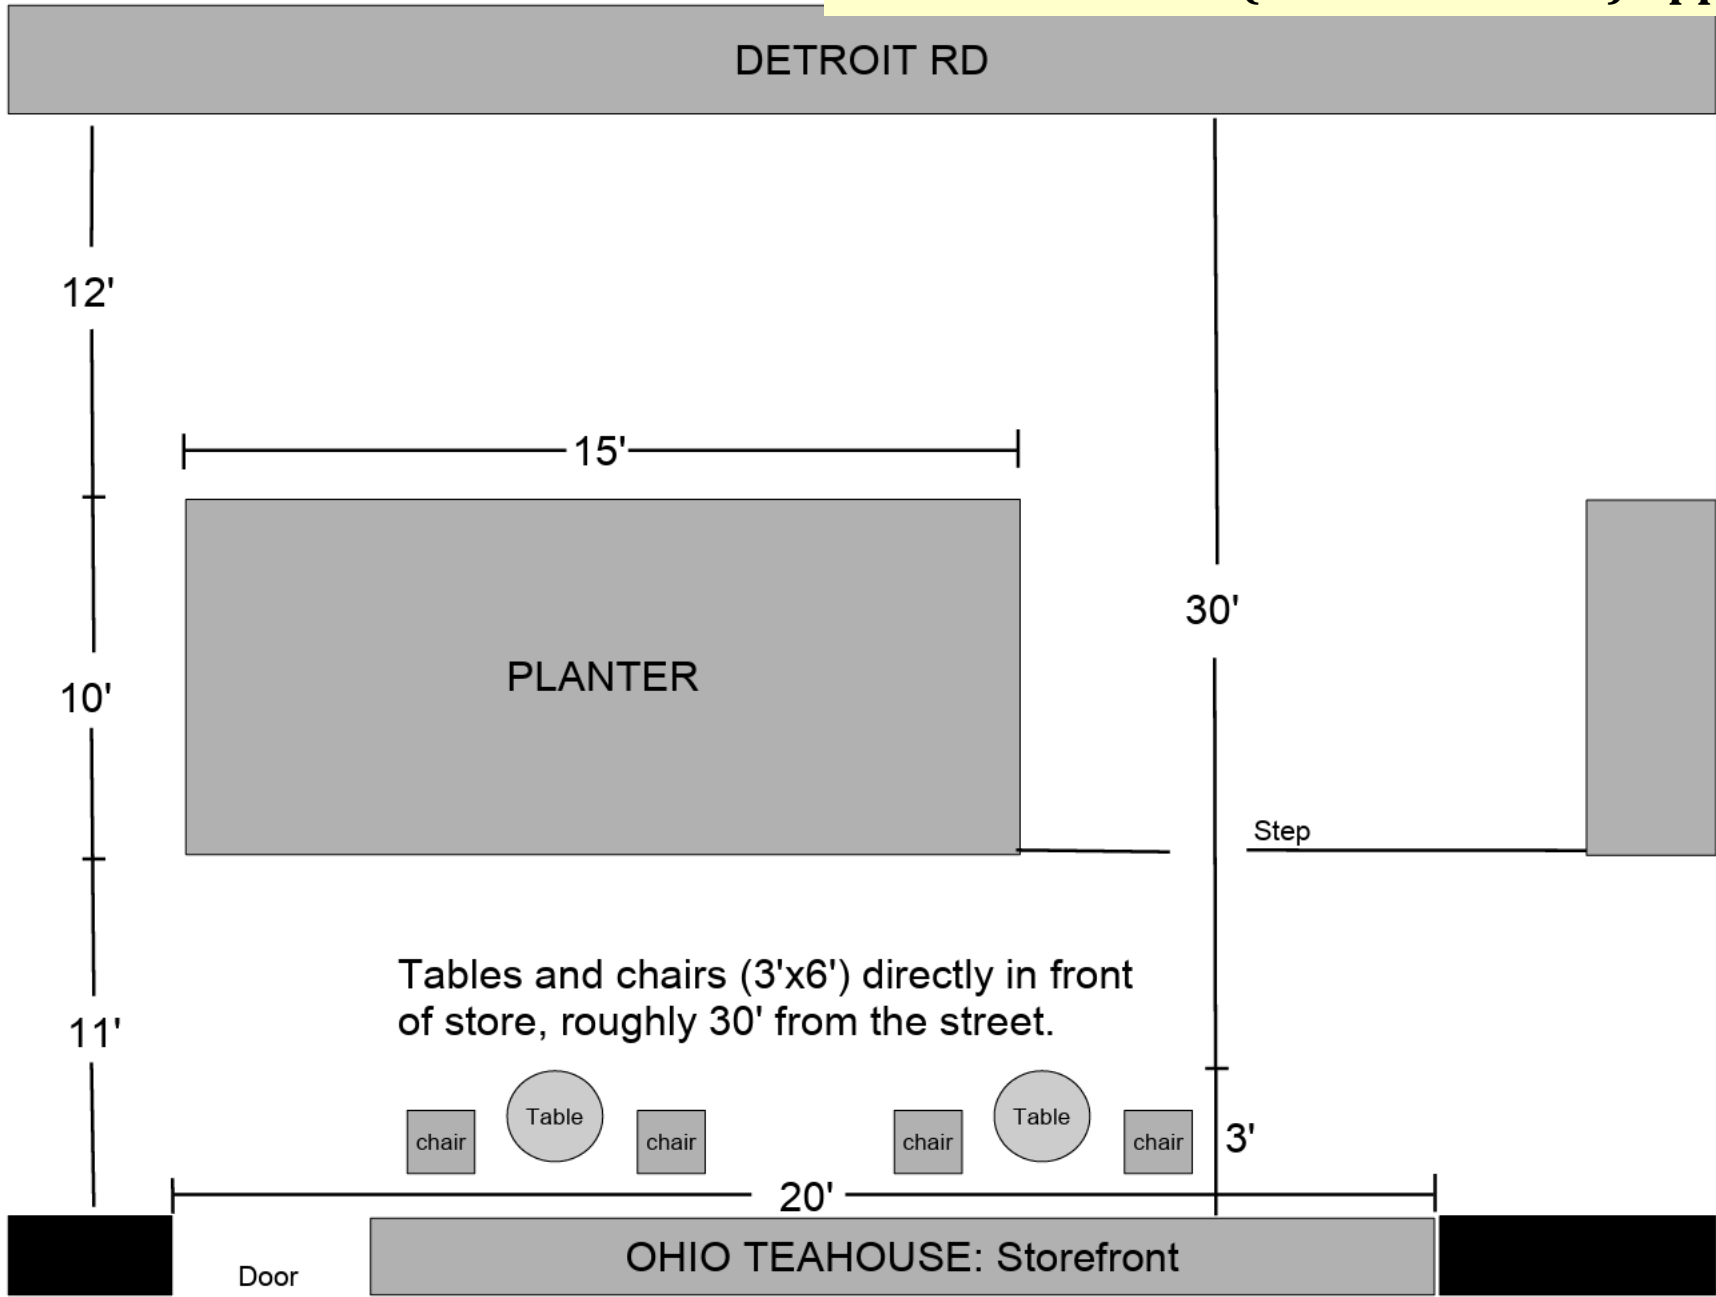 DETROIT RD
12'
15'
30'
PLANTER
10'
Step
Tables and chairs (3'x6') directly in front
of store, roughly 30' from the street.
11'
Table
Table
chair
chair
chair
chair
3'
20'
OHIO TEAHOUSE: Storefront
Door